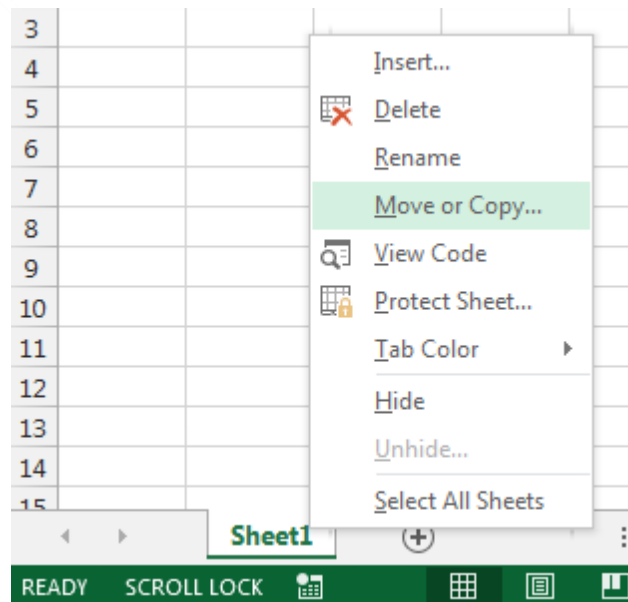 3
4
5
6
7
8
9
10
11
12
13
14
15
Insert...
Delete
Rename
Move or Copy...
View Code
Protect Sheet...
Tab Color
Hide
Unhide...
Select All Sheets
Sheet1
READY SCROLL LOCK